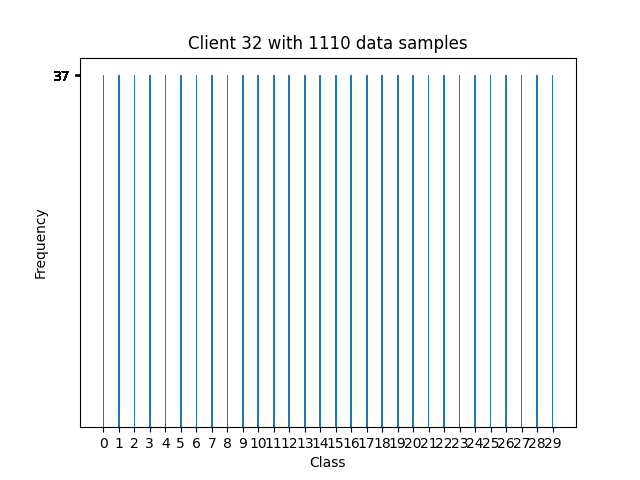 Client 32 with 1110 data samples
37
Frequency
0 1 2 3 4 5 6 7 8 9 10 11 12 13 14 15 16 17 18 19 20 21 22 23 24 25 26 27 28 29
Class